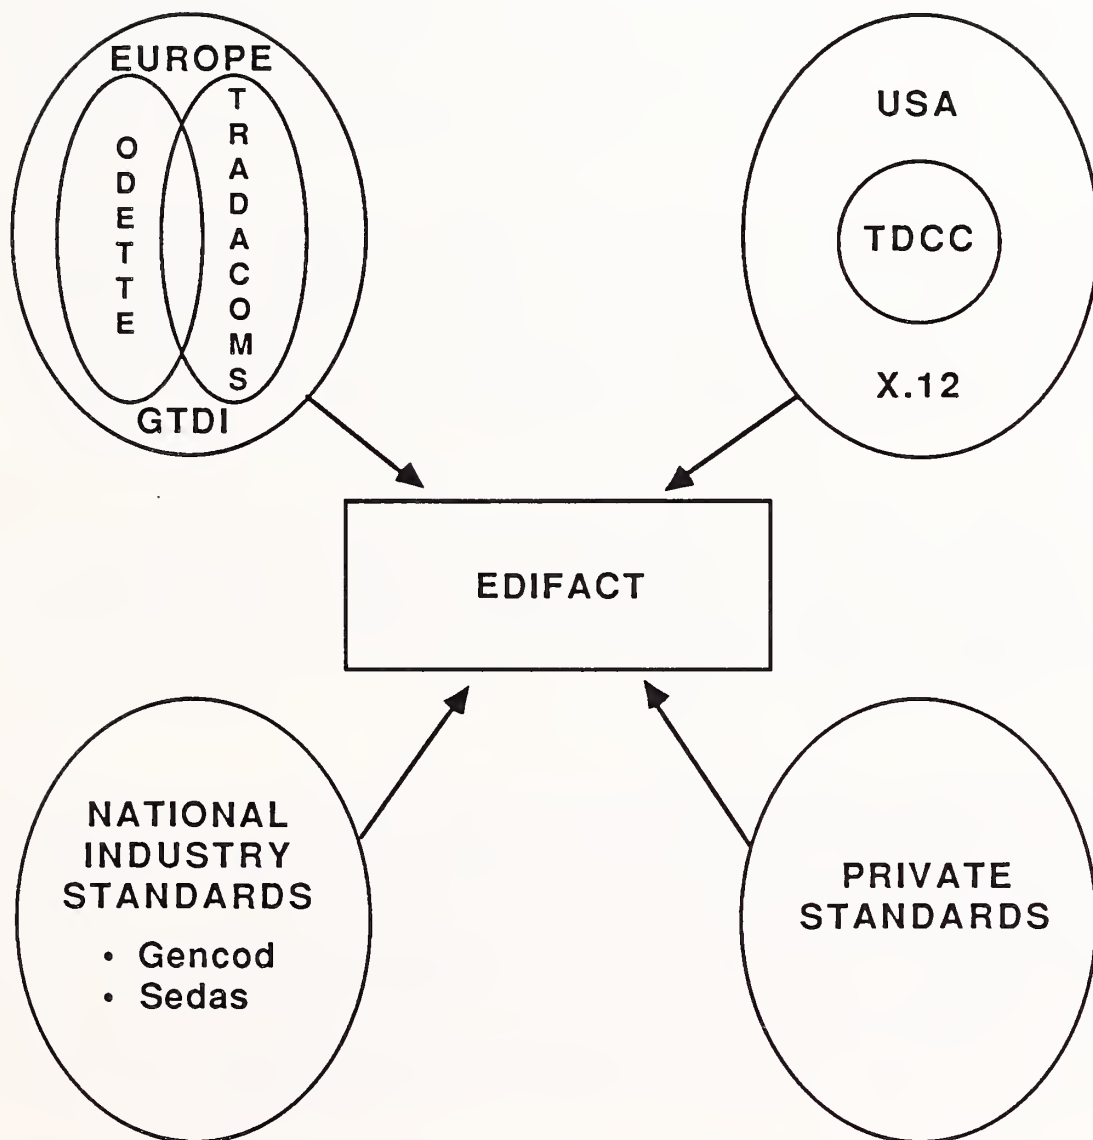 EUROPE
ODETTE
TRADACOMS
GTDI
USA
TDCC
X.12
EDIFACT
NATIONAL
INDUSTRY
STANDARDS
• Gencod
• Sedas
PRIVATE
STANDARDS